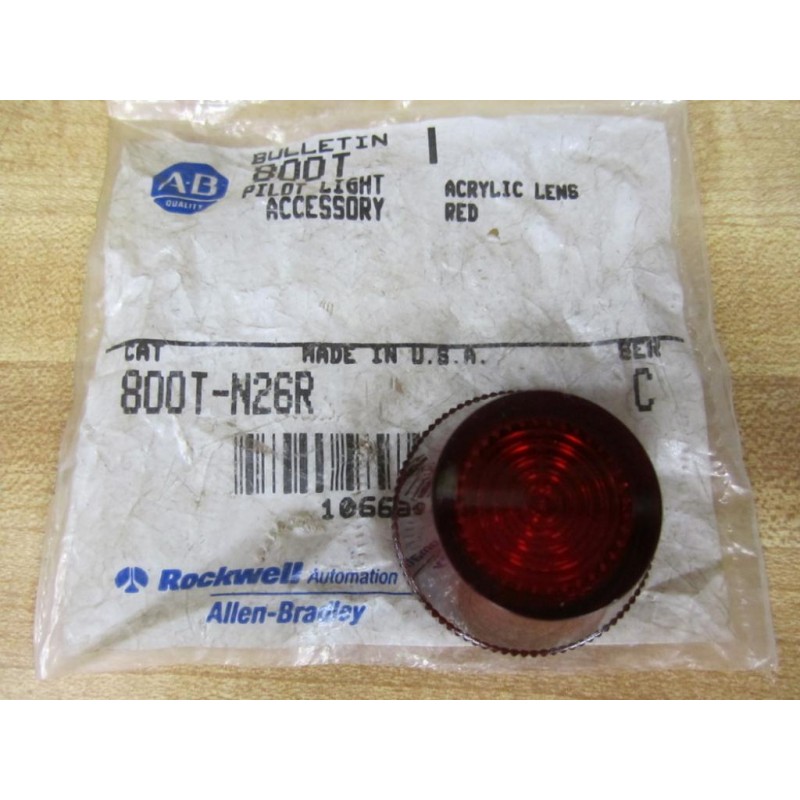 A-B
QUALITY
BULLETIN
800T
PILOT LIGHT
ACCESSORY
ACRYLIC LENS
RED
CAT
MADE IN U.S.A.
SER
800T-N26R
C
Rockwell Automation
Allen-Bradley